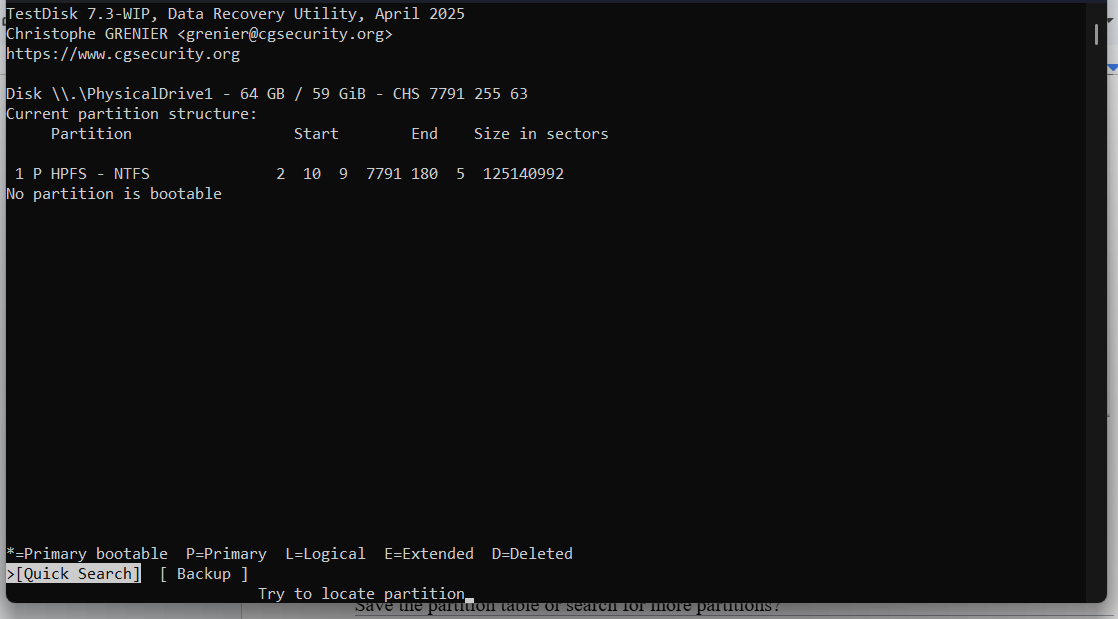 TestDisk 7.3-WIP, Data Recovery Utility, April 2025
Christophe GRENIER <grenier@cgsecurity.org>
https://www.cgsecurity.org
Disk \\.\PhysicalDrive1 - 64 GB / 59 GiB - CHS 7791 255 63
Current partition structure:
Partition Start End Size in sectors
1 P HPFS - NTFS 2 10 9 7791 180 5 125140992
No partition is bootable
*=Primary bootable P=Primary L=Logical E=Extended D=Deleted
>[Quick Search] [ Backup ]
Try to locate partition_
Save the partition table or search for more partitions?